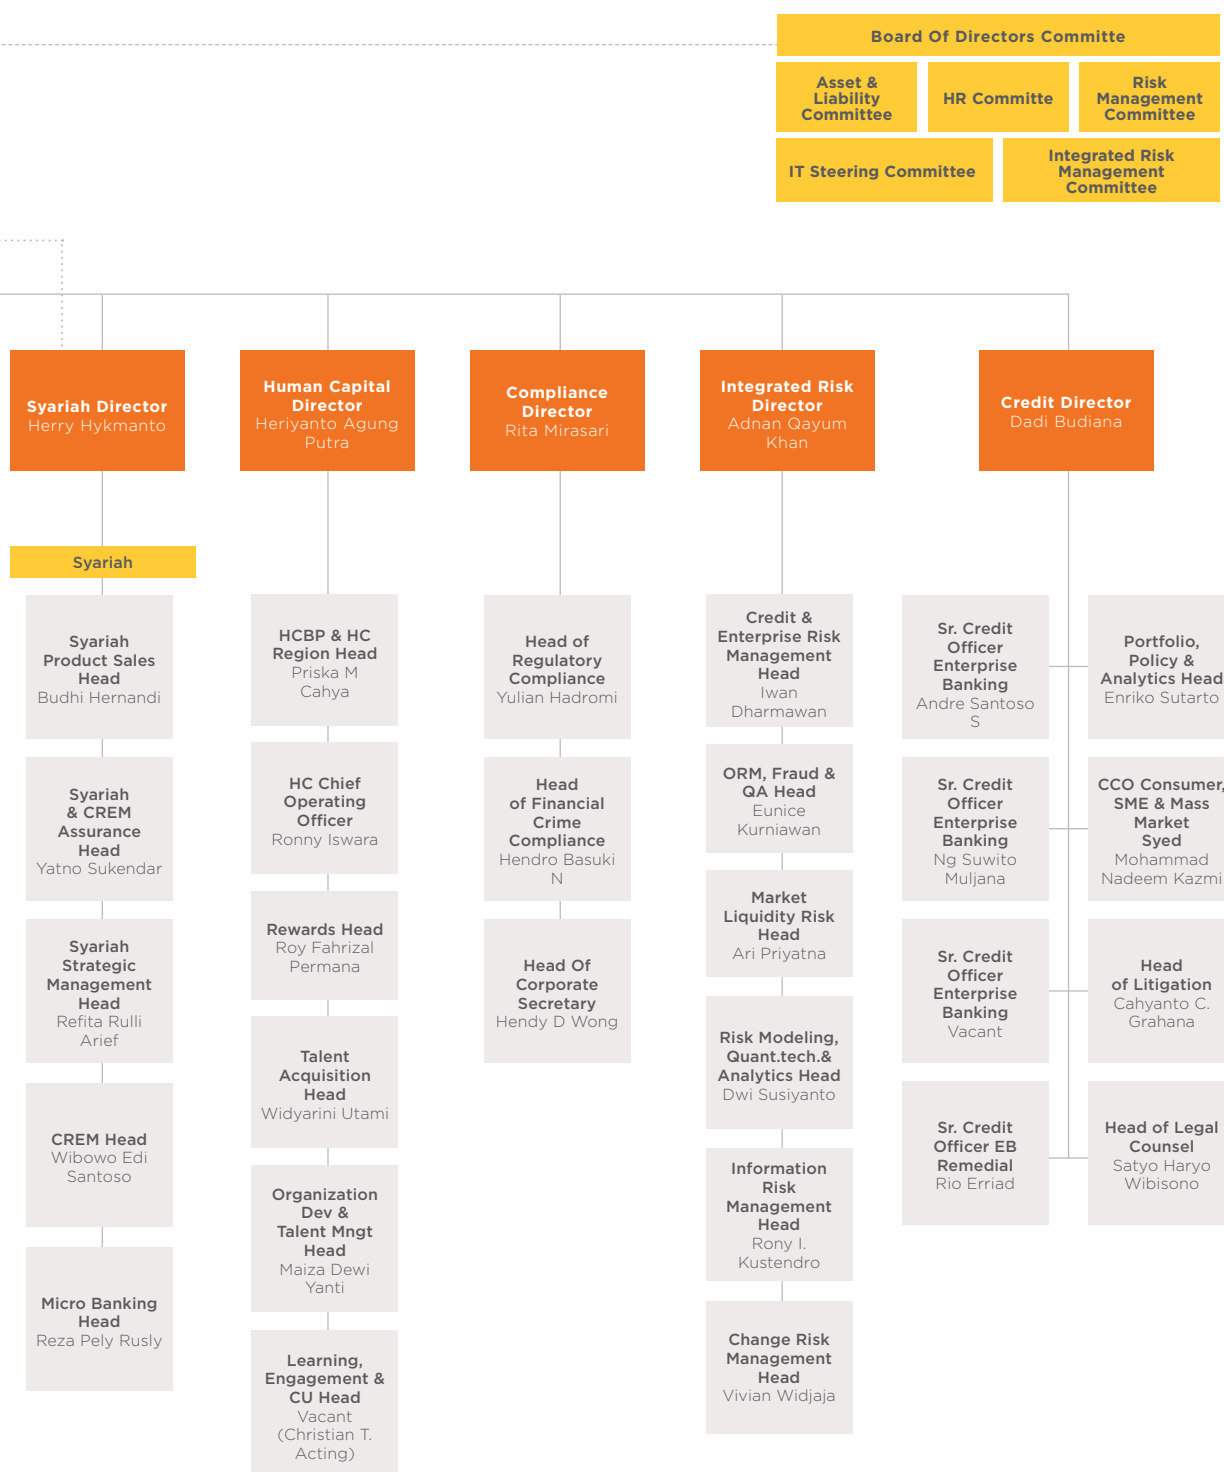 Board Of Directors Committe
Asset &
Liability
Committee
HR Committe
Risk
Management
Committee
IT Steering Committee
Integrated Risk
Management
Committee
Syariah Director
Herry Hykmanto
Human Capital
Director
Heriyanto Agung
Putra
Compliance
Director
Rita Mirasari
Integrated Risk
Director
Adnan Qayum
Khan
Credit Director
Dadi Budiana
Syariah
Syariah
Product Sales
Head
Budhi Hernandi
Syariah
& CREM
Assurance
Head
Yatno Sukendar
Syariah
Strategic
Management
Head
Refita Rulli
Arief
CREM Head
Wibowo Edi
Santoso
Micro Banking
Head
Reza Pely Rusly
HCBP & HC
Region Head
Priska M
Cahya
HC Chief
Operating
Officer
Ronny Iswara
Rewards Head
Roy Fahrizal
Permana
Talent
Acquisition
Head
Widyarini Utami
Organization
Dev &
Talent Mngt
Head
Maiza Dewi
Yanti
Learning,
Engagement &
CU Head
Vacant
(Christian T.
Acting)
Head of
Regulatory
Compliance
Yulian Hadromi
Head
of Financial
Crime
Compliance
Hendro Basuki
N
Head Of
Corporate
Secretary
Hendy D Wong
Credit &
Enterprise Risk
Management
Head
Iwan
Dharmawan
ORM, Fraud &
QA Head
Eunice
Kurniawan
Market
Liquidity Risk
Head
Ari Priyatna
Risk Modeling,
Quant.tech.&
Analytics Head
Dwi Susiyanto
Information
Risk
Management
Head
Rony I.
Kustendro
Change Risk
Management
Head
Vivian Widjaja
Sr. Credit
Officer
Enterprise
Banking
Andre Santoso
S
Sr. Credit
Officer
Enterprise
Banking
Ng Suwito
Muljana
Sr. Credit
Officer
Enterprise
Banking
Vacant
Sr. Credit
Officer EB
Remedial
Rio Erriad
Portfolio,
Policy &
Analytics Head
Enriko Sutarto
CCO Consumer,
SME & Mass
Market
Syed
Mohammad
Nadeem Kazmi
Head
of Litigation
Cahyanto C.
Grahana
Head of Legal
Counsel
Satyo Haryo
Wibisono